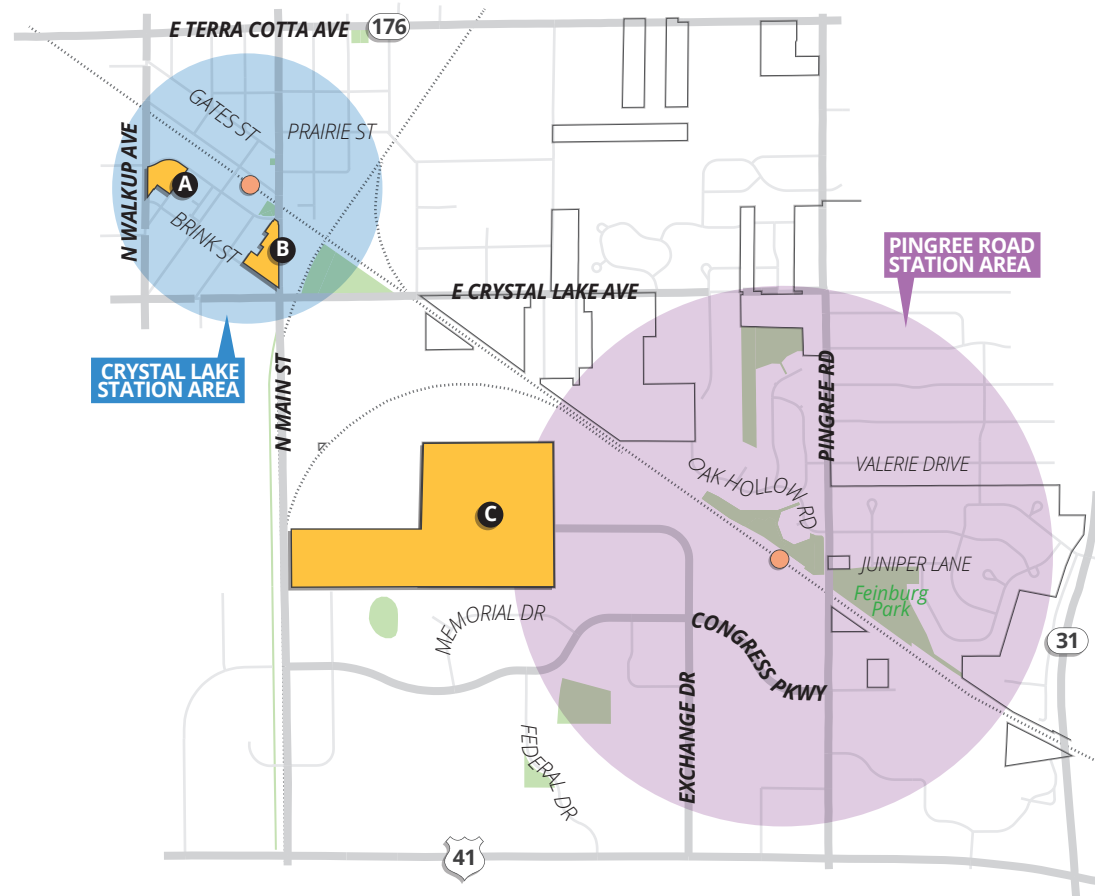 E TERRA COTTA AVE
176
GATES ST
PRAIRIE ST
N WALKUP AVE
A
BRINK ST
B
PINGREE ROAD
STATION AREA
E CRYSTAL LAKE AVE
CRYSTAL LAKE
STATION AREA
N MAIN ST
PINGREE RD
VALERIE DRIVE
OAK HOLLOW RD
C
JUNIPER LANE
Feinburg
Park
MEMORIAL DR
CONGRESS PKWY
31
EXCHANGE DR
FEDERAL DR
41